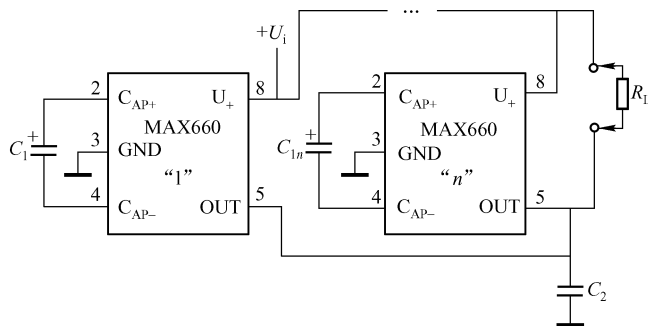 +Uᵢ
...
2
C_AP+
U₊
8
MAX660
C₁
+
3
GND
“1”
4
C_AP−
OUT
5
2
C_AP+
U₊
8
MAX660
C₁ₙ
+
3
GND
“n”
4
C_AP−
OUT
5
R_L
C₂